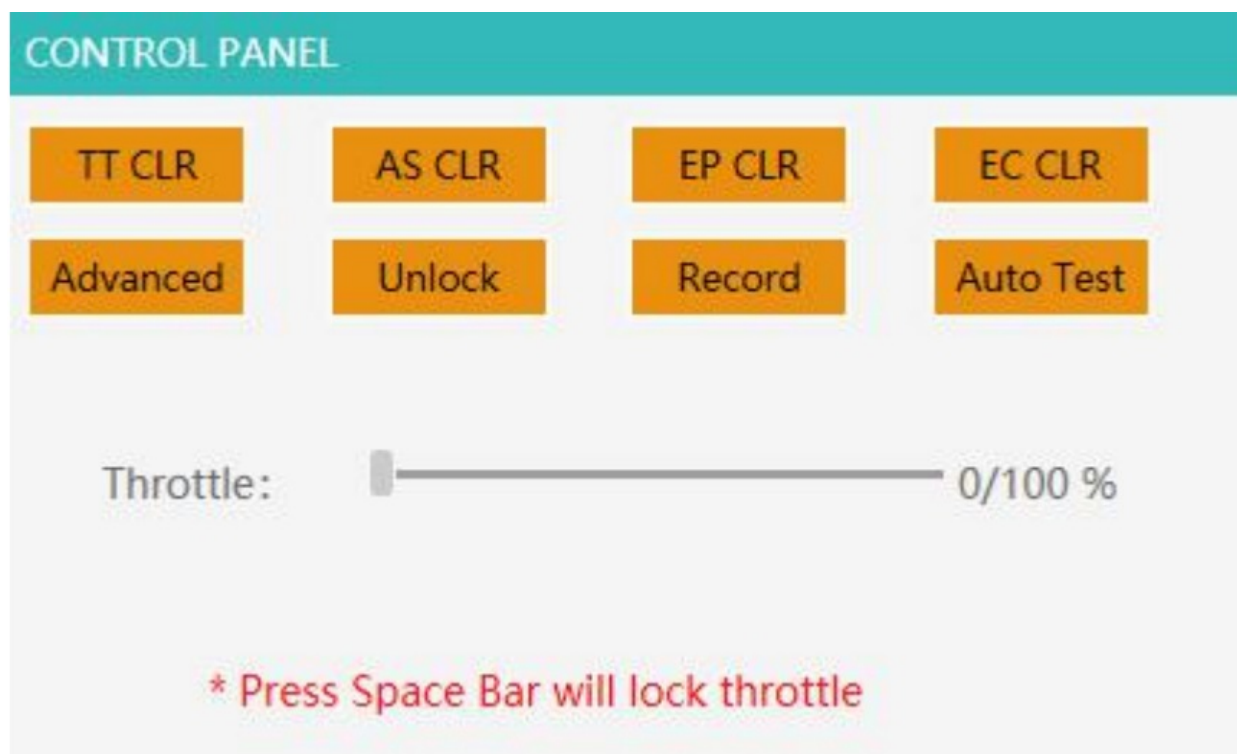 CONTROL PANEL
TT CLR AS CLR EP CLR EC CLR
Advanced Unlock Record Auto Test
Throttle: 0/100 %
* Press Space Bar will lock throttle